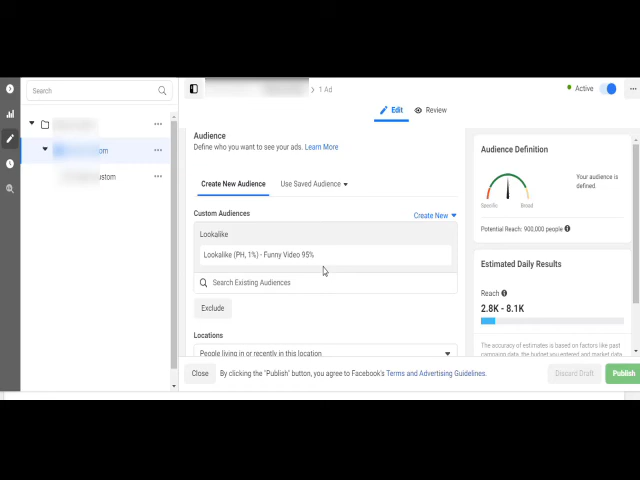 Search
1 Ad
Active
Edit
Review
Audience
Define who you want to see your ads. Learn More
Create New Audience
Use Saved Audience
Custom Audiences
Create New
Lookalike
Lookalike (PH, 1%) - Funny Video 95%
Search Existing Audiences
Exclude
Locations
People living in or recently in this location
Audience Definition
Your audience is
defined.
Specific
Broad
Potential Reach: 900,000 people
Estimated Daily Results
Reach
2.8K - 8.1K
The accuracy of estimates is based on factors like past
campaign data, the budget you entered and market data.
Close
By clicking the "Publish" button, you agree to Facebook's Terms and Advertising Guidelines.
Discard Draft
Publish